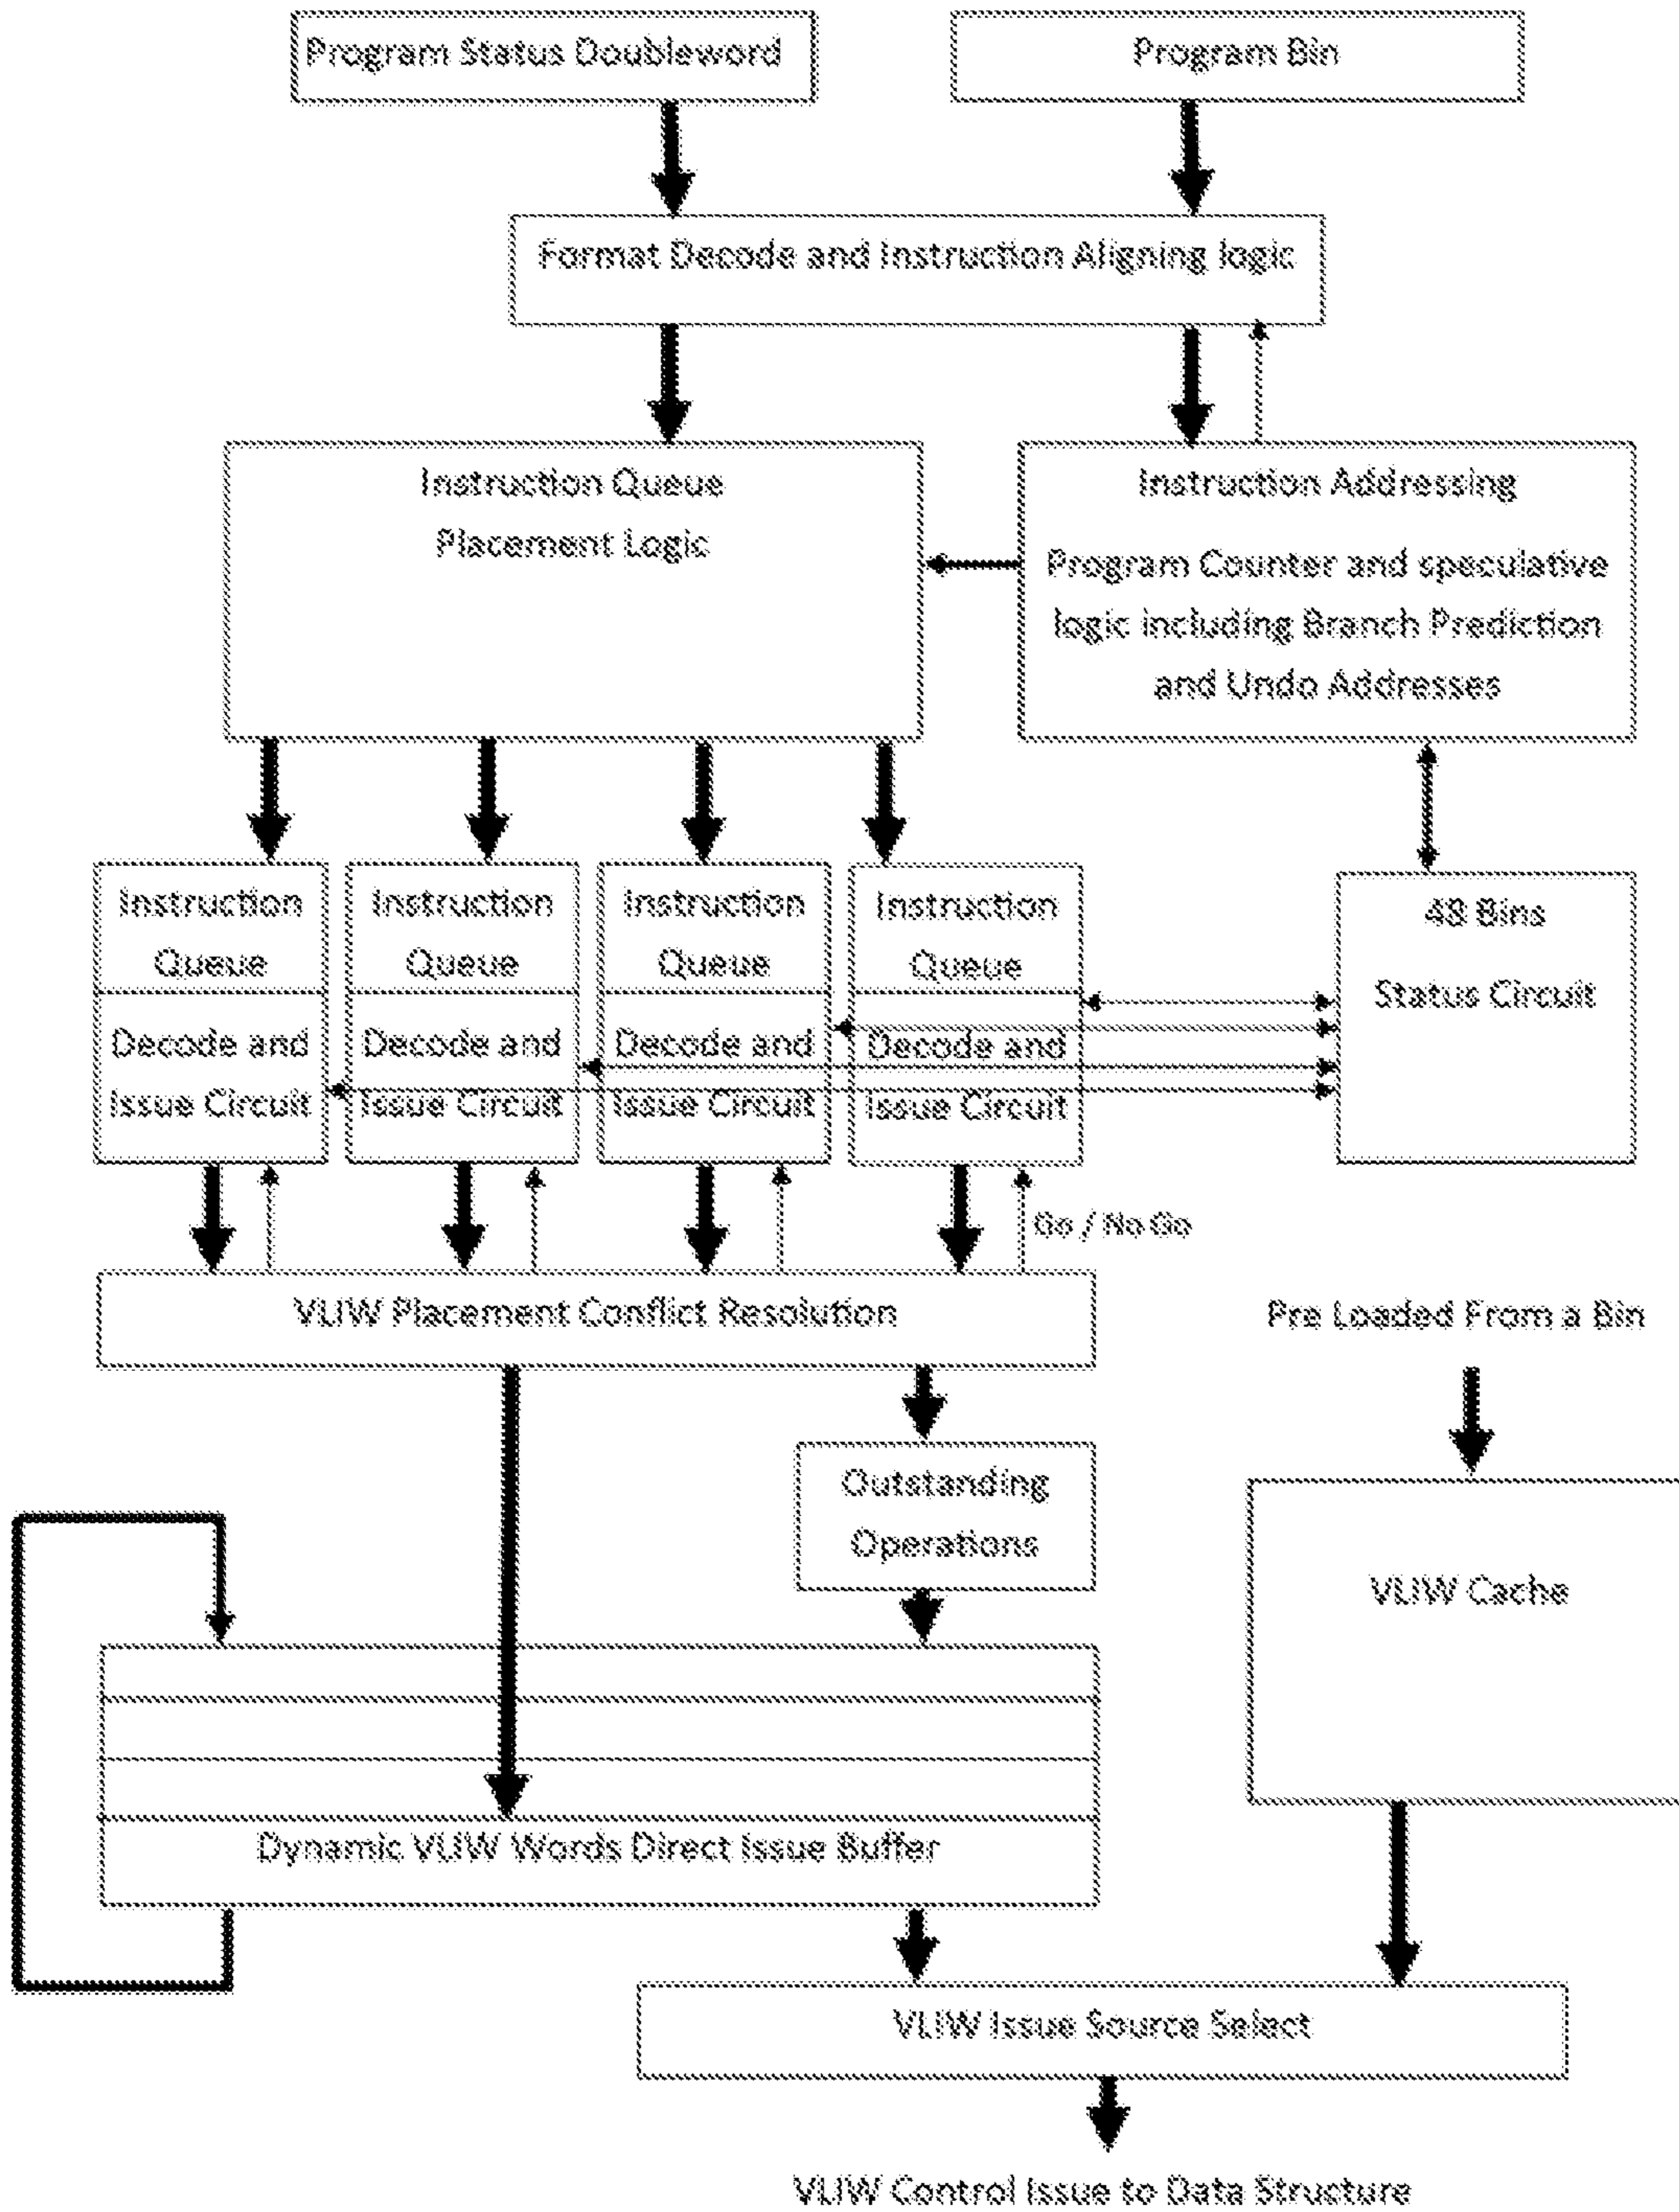 Program Status Doubleword
Program Bin
Format Decode and Instruction Aligning logic
Instruction Queue
Placement Logic
Instruction Addressing
Program Counter and speculative
logic including Branch Prediction
and Undo Addresses
Instruction
Queue
Decode and
Issue Circuit
Instruction
Queue
Decode and
Issue Circuit
Instruction
Queue
Decode and
Issue Circuit
Instruction
Queue
Decode and
Issue Circuit
48 Bins
Status Circuit
Go / No Go
VLIW Placement Conflict Resolution
Pre Loaded From a Bin
Outstanding
Operations
VLIW Cache
Dynamic VLIW Words Direct Issue Buffer
VLIW Issue Source Select
VLIW Control Issue to Data Structure